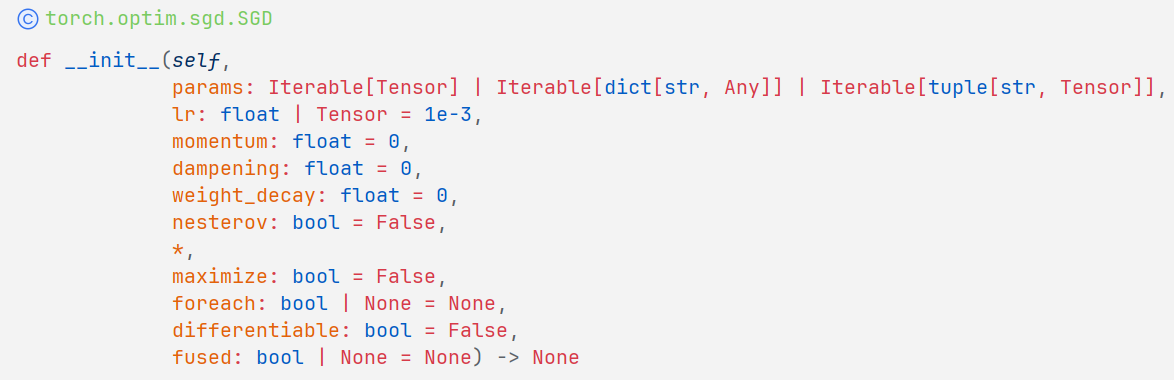 © torch.optim.sgd.SGD
def __init__(self,
params: Iterable[Tensor] | Iterable[dict[str, Any]] | Iterable[tuple[str, Tensor]],
lr: float | Tensor = 1e-3,
momentum: float = 0,
dampening: float = 0,
weight_decay: float = 0,
nesterov: bool = False,
*,
maximize: bool = False,
foreach: bool | None = None,
differentiable: bool = False,
fused: bool | None = None) -> None